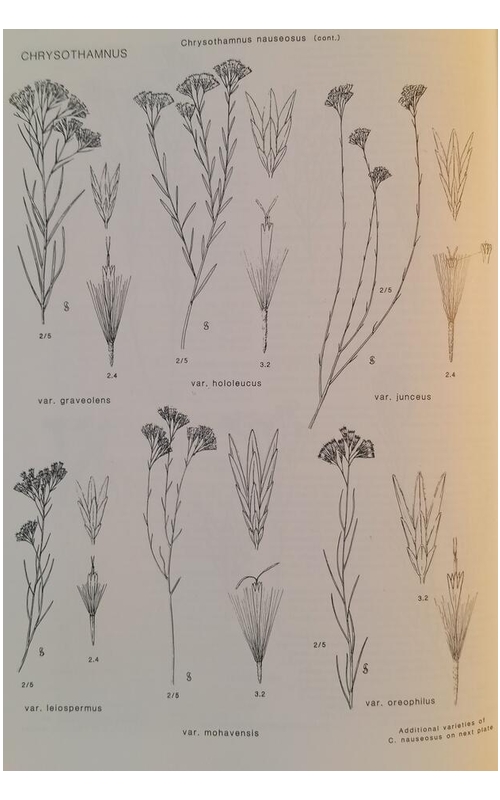 Chrysothamnus nauseosus (cont.)
CHRYSOTHAMNUS
2/5
2.4
var. graveolens
2/5
3.2
var. hololeucus
2/5
2.4
var. junceus
2/5
2.4
var. leiospermus
2/5
3.2
var. mohavensis
2/5
3.2
var. oreophilus
Additional varieties of
C. nauseosus on next plate